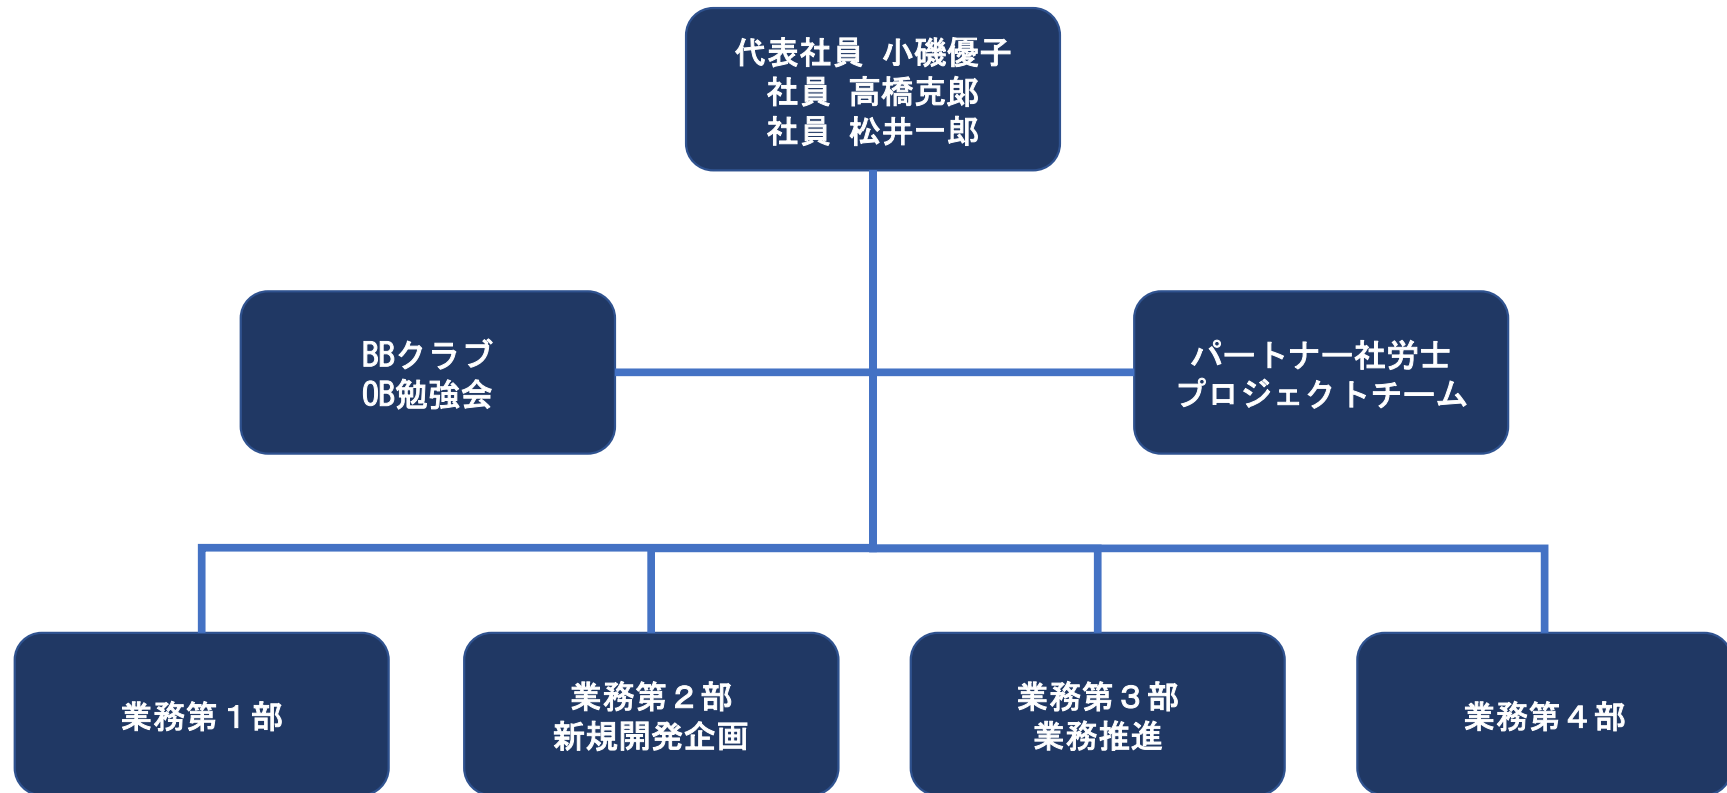 代表社員 小磯優子
社員 高橋克郎
社員 松井一郎
BBクラブ
OB勉強会
パートナー社労士
プロジェクトチーム
業務第１部
業務第２部
新規開発企画
業務第３部
業務推進
業務第４部